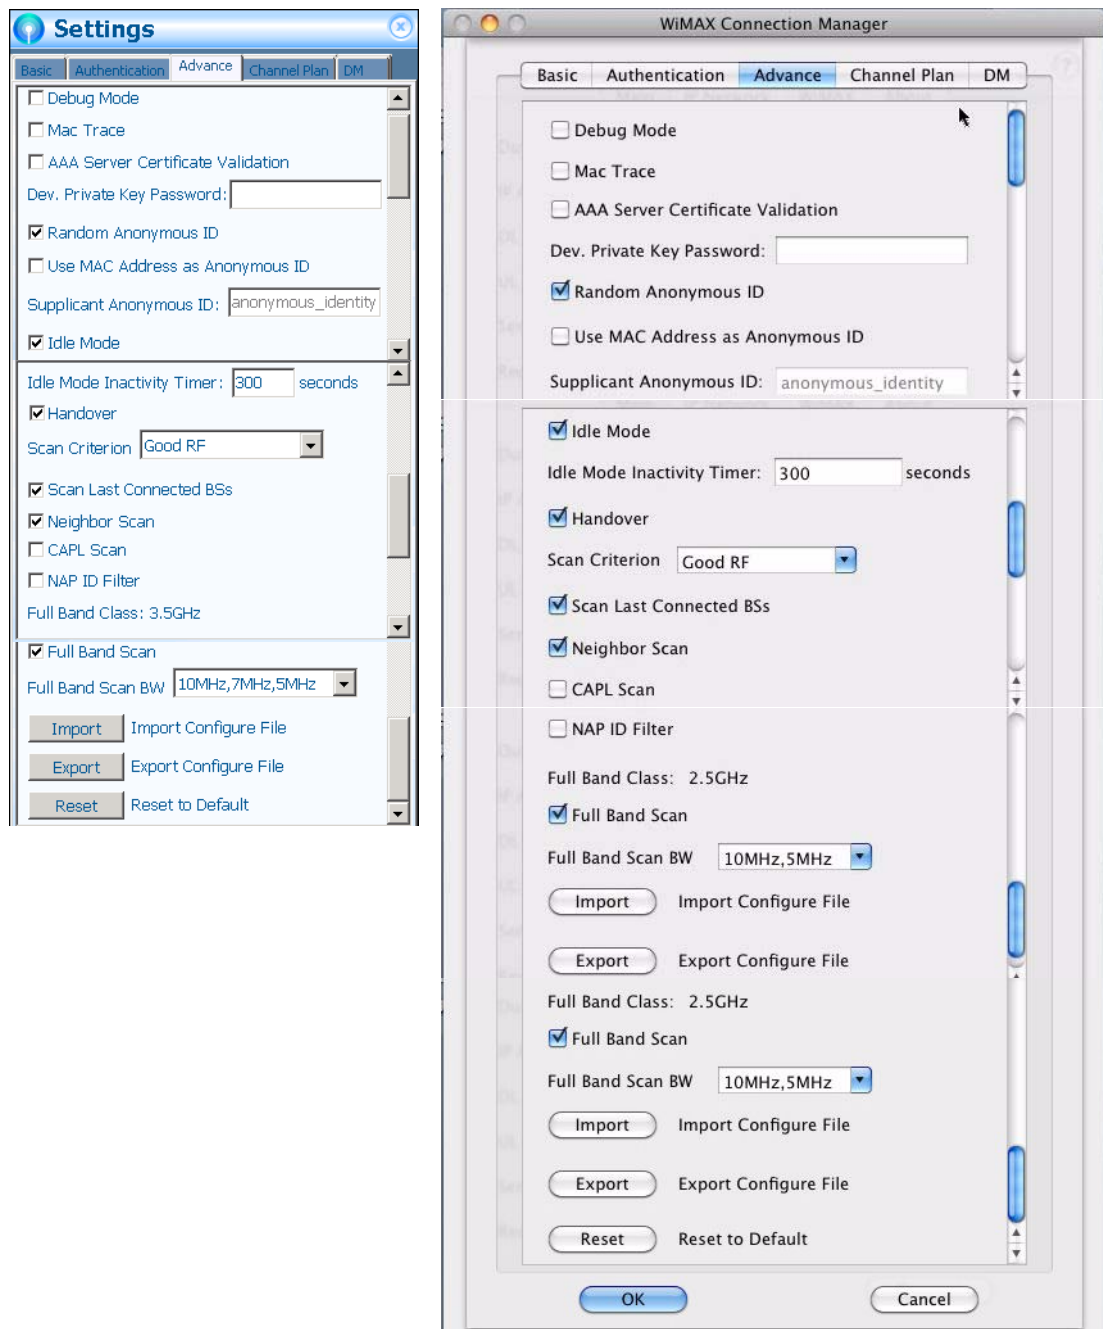 Settings
Basic Authentication Advance Channel Plan DM
Debug Mode
Mac Trace
AAA Server Certificate Validation
Dev. Private Key Password:
Random Anonymous ID
Use MAC Address as Anonymous ID
Supplicant Anonymous ID: anonymous_identity
Idle Mode
Idle Mode Inactivity Timer: 300 seconds
Handover
Scan Criterion Good RF
Scan Last Connected BSs
Neighbor Scan
CAPL Scan
NAP ID Filter
Full Band Class: 3.5GHz
Full Band Scan
Full Band Scan BW 10MHz,7MHz,5MHz
Import Import Configure File
Export Export Configure File
Reset Reset to Default
WiMAX Connection Manager
Basic Authentication Advance Channel Plan DM
Debug Mode
Mac Trace
AAA Server Certificate Validation
Dev. Private Key Password:
Random Anonymous ID
Use MAC Address as Anonymous ID
Supplicant Anonymous ID: anonymous_identity
Idle Mode
Idle Mode Inactivity Timer: 300 seconds
Handover
Scan Criterion Good RF
Scan Last Connected BSs
Neighbor Scan
CAPL Scan
NAP ID Filter
Full Band Class: 2.5GHz
Full Band Scan
Full Band Scan BW 10MHz,5MHz
Import Import Configure File
Export Export Configure File
Full Band Class: 2.5GHz
Full Band Scan
Full Band Scan BW 10MHz,5MHz
Import Import Configure File
Export Export Configure File
Reset Reset to Default
OK Cancel